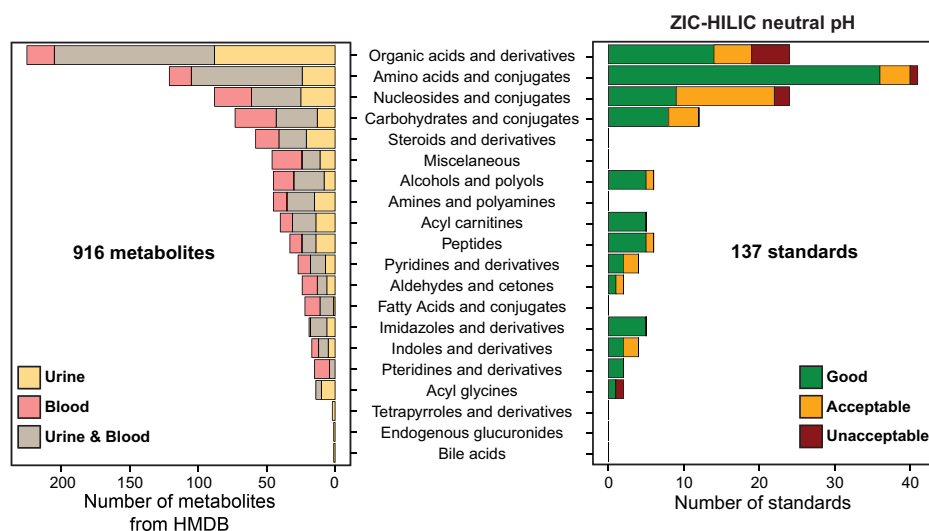 ZIC-HILIC neutral pH
Organic acids and derivatives
Amino acids and conjugates
Nucleosides and conjugates
Carbohydrates and conjugates
Steroids and derivatives
Miscelaneous
Alcohols and polyols
Amines and polyamines
Acyl carnitines
Peptides
Pyridines and derivatives
Aldehydes and cetones
Fatty Acids and conjugates
Imidazoles and derivatives
Indoles and derivatives
Pteridines and derivatives
Acyl glycines
Tetrapyrroles and derivatives
Endogenous glucuronides
Bile acids
916 metabolites
Urine
Blood
Urine & Blood
200 150 100 50 0
Number of metabolites
from HMDB
137 standards
Good
Acceptable
Unacceptable
0 10 20 30 40
Number of standards